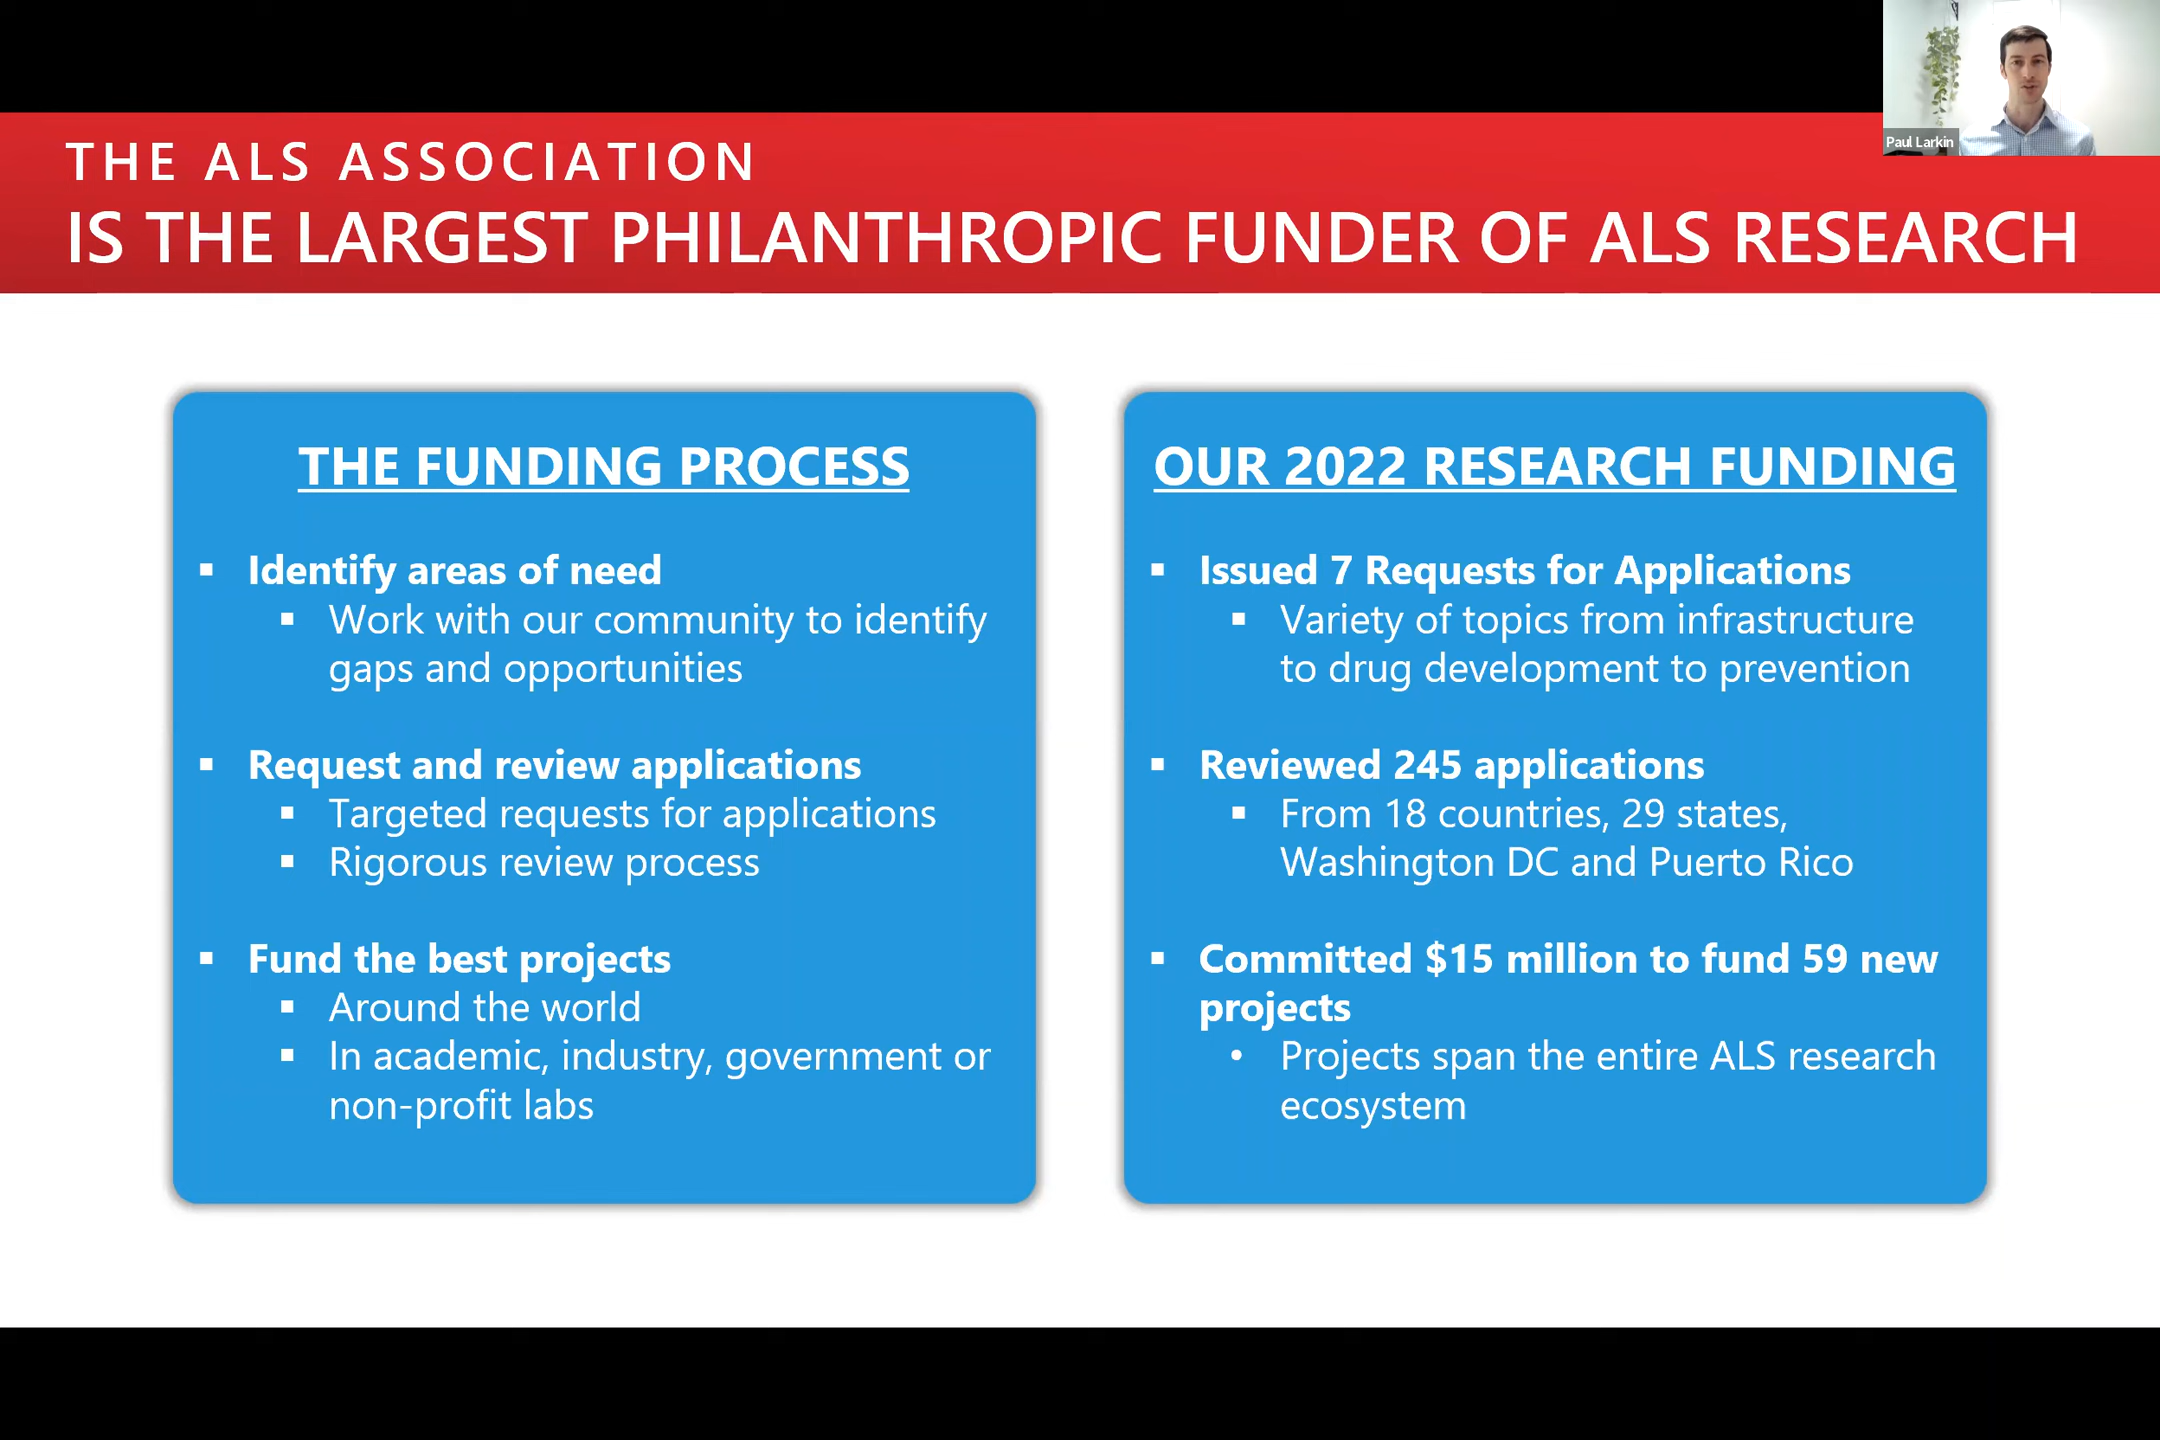 Paul Larkin
THE ALS ASSOCIATION
IS THE LARGEST PHILANTHROPIC FUNDER OF ALS RESEARCH
THE FUNDING PROCESS
▪ Identify areas of need
▪ Work with our community to identify
gaps and opportunities
▪ Request and review applications
▪ Targeted requests for applications
▪ Rigorous review process
▪ Fund the best projects
▪ Around the world
▪ In academic, industry, government or
non-profit labs
OUR 2022 RESEARCH FUNDING
▪ Issued 7 Requests for Applications
▪ Variety of topics from infrastructure
to drug development to prevention
▪ Reviewed 245 applications
▪ From 18 countries, 29 states,
Washington DC and Puerto Rico
▪ Committed $15 million to fund 59 new
projects
• Projects span the entire ALS research
ecosystem